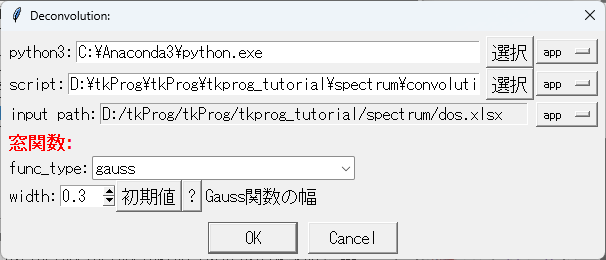 Deconvolution:
python3: C:¥Anaconda3¥python.exe 選択 app
script: D:¥tkProg¥tkProg¥tkprog_tutorial¥spectrum¥convoluti 選択 app
input path: D:/tkProg/tkProg/tkprog_tutorial/spectrum/dos.xlsx app
窓関数:
func_type: gauss
width: 0.3 初期値 ? Gauss関数の幅
OK Cancel